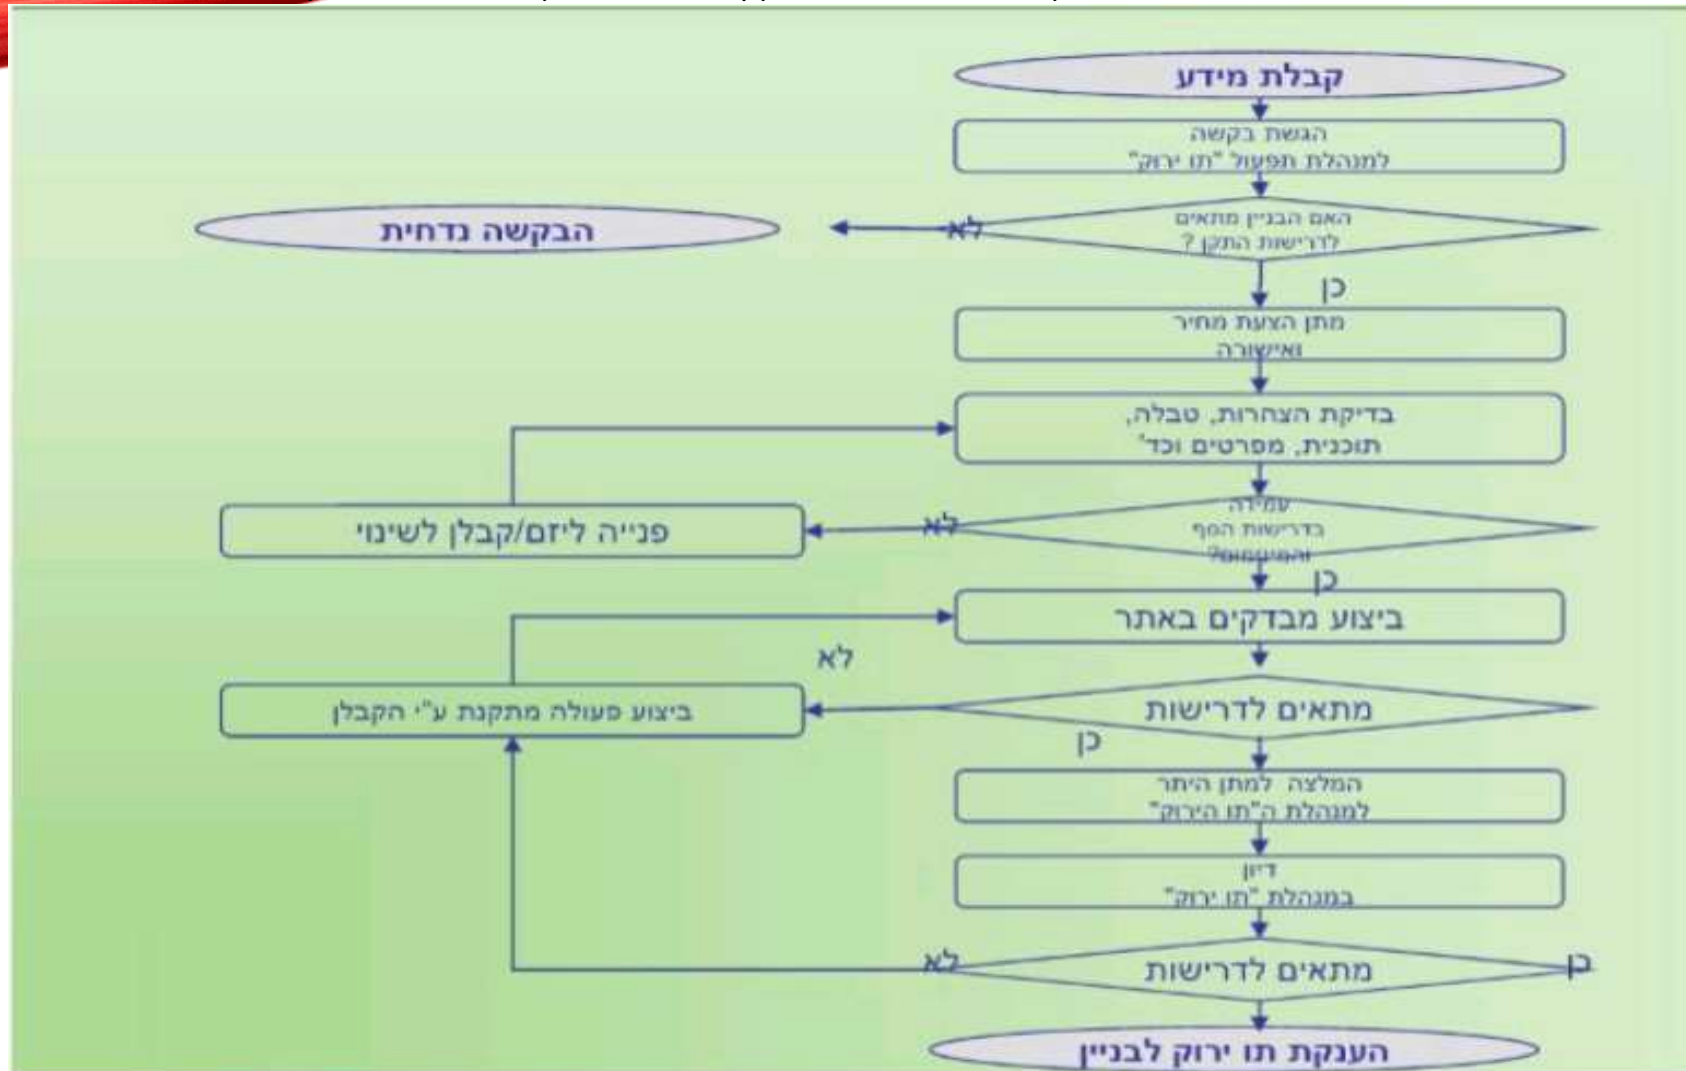 קבלת מידע
הגשת בקשה
למנהלת תפעול "תו ירוק"
האם הבניין מתאים
לדרישות התקן ?
לא
הבקשה נדחית
כן
מתן הצעת מחיר
ואישורה
בדיקת הצהרות, טבלה,
תוכנית, מפרטים וכד'
עמידה
בדרישות הסף
והמינימום?
לא
פנייה ליזם/קבלן לשינוי
כן
ביצוע מבדקים באתר
לא
מתאים לדרישות
ביצוע פעולה מתקנת ע"י הקבלן
כן
המלצה למתן היתר
למנהלת ה"תו הירוק"
דיון
במנהלת "תו ירוק"
מתאים לדרישות
לא
כן
הענקת תו ירוק לבניין